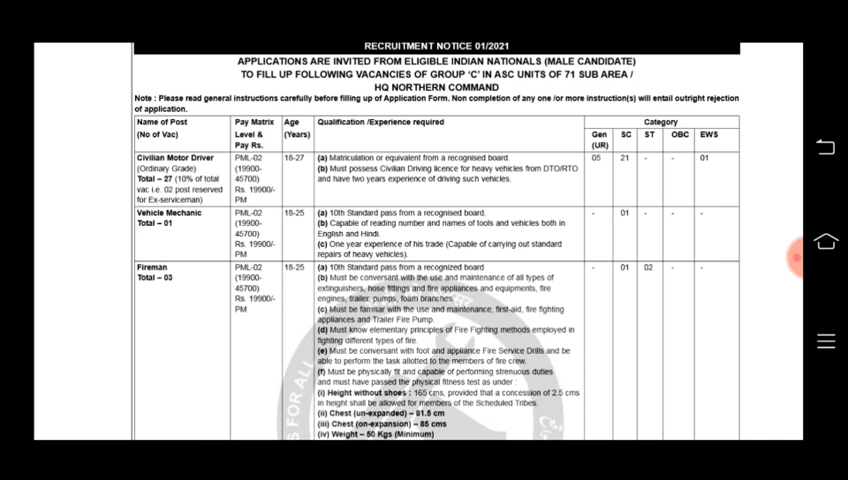 RECRUITMENT NOTICE 01/2021
APPLICATIONS ARE INVITED FROM ELIGIBLE INDIAN NATIONALS (MALE CANDIDATE)
TO FILL UP FOLLOWING VACANCIES OF GROUP 'C' IN ASC UNITS OF 71 SUB AREA /
HQ NORTHERN COMMAND
Note : Please read general instructions carefully before filling up of Application Form. Non completion of any one /or more instruction(s) will entail outright rejection
of application.
Name of Post
(No of Vac)
Pay Matrix
Level &
Pay Rs.
Age
(Years)
Qualification /Experience required
Category
Gen
(UR)
SC
ST
OBC
EWS
Civilian Motor Driver
(Ordinary Grade)
Total – 27 (10% of total
vac i.e. 02 post reserved
for Ex-serviceman)
PML-02
(19900-
45700)
Rs. 19900/-
PM
18-27
(a) Matriculation or equivalent from a recognised board.
(b) Must possess Civilian Driving licence for heavy vehicles from DTO/RTO
and have two years experience of driving such vehicles.
05
21
-
-
01
Vehicle Mechanic
Total – 01
PML-02
(19900-
45700)
Rs. 19900/-
PM
18-25
(a) 10th Standard pass from a recognised board.
(b) Capable of reading number and names of tools and vehicles both in
English and Hindi.
(c) One year experience of his trade (Capable of carrying out standard
repairs of heavy vehicles).
-
01
-
-
-
Fireman
Total – 03
PML-02
(19900-
45700)
Rs. 19900/-
PM
18-25
(a) 10th Standard pass from a recognized board
(b) Must be conversant with the use and maintenance of all types of
extinguishers, hose fittings and fire appliances and equipments, fire
engines, trailer, pumps, foam branches.
(c) Must be familiar with the use and maintenance, first-aid, fire fighting
appliances and Trailer Fire Pump.
(d) Must know elementary principles of Fire Fighting methods employed in
fighting different types of fire.
(e) Must be conversant with foot and appliance Fire Service Drills and be
able to perform the task allotted to the members of fire crew.
(f) Must be physically fit and capable of performing strenuous duties
and must have passed the physical fitness test as under :
(i) Height without shoes : 165 cms, provided that a concession of 2.5 cms
in height shall be allowed for members of the Scheduled Tribes.
(ii) Chest (un-expanded) – 81.5 cm
(iii) Chest (on-expansion) – 85 cms
(iv) Weight – 50 Kgs (Minimum)
-
01
02
-
-
S FOR ALL